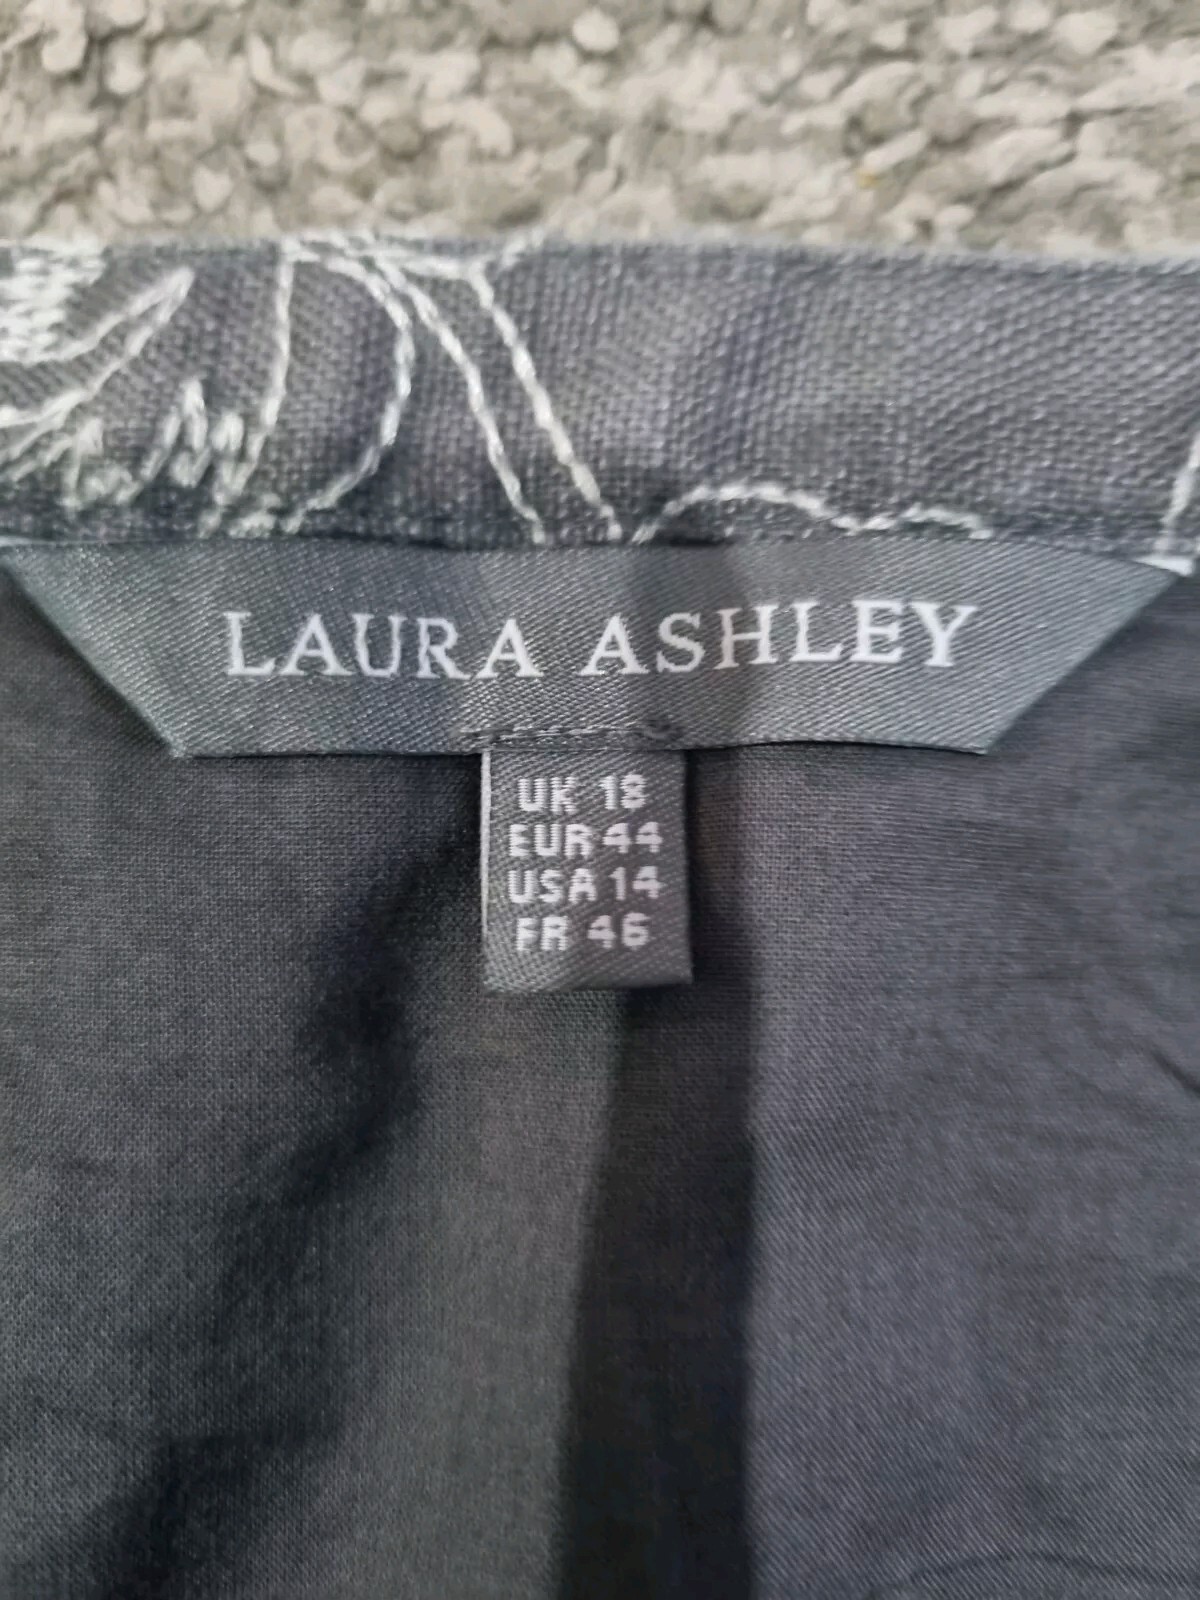 LAURA ASHLEY
UK 18
EUR 44
USA 14
FR 46